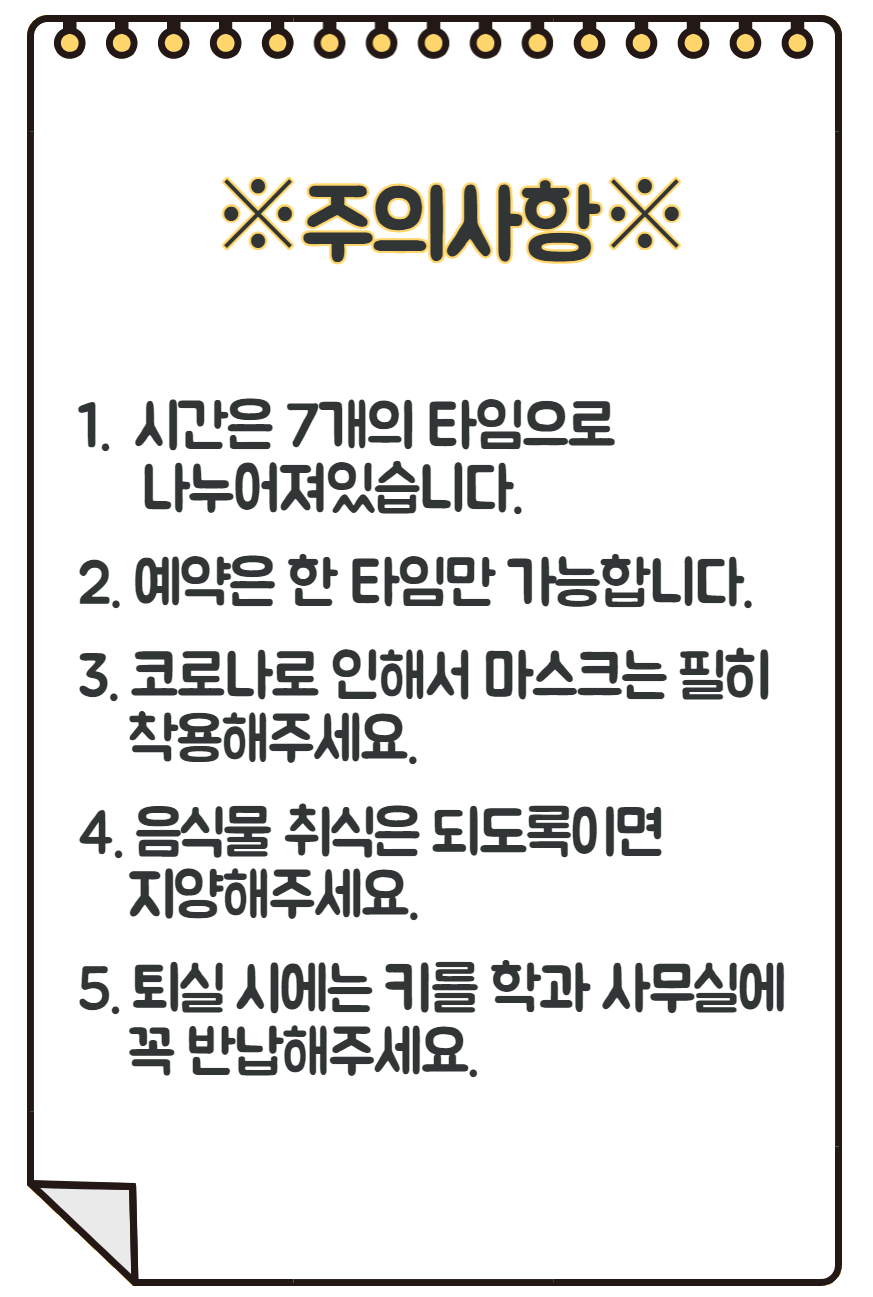 ※주의사항※
1. 시간은 7개의 타임으로
나누어져있습니다.
2. 예약은 한 타임만 가능합니다.
3. 코로나로 인해서 마스크는 필히
착용해주세요.
4. 음식물 취식은 되도록이면
지양해주세요.
5. 퇴실 시에는 키를 학과 사무실에
꼭 반납해주세요.